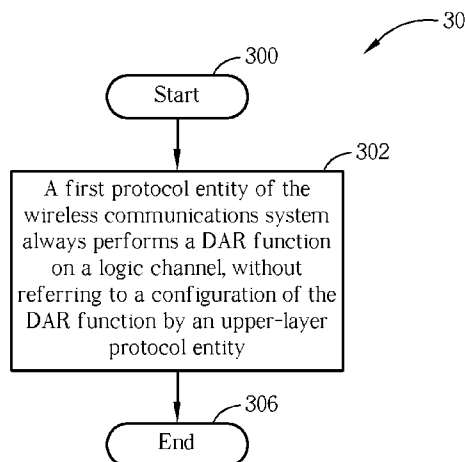 30
300
Start
302
A first protocol entity of the
wireless communications system
always performs a DAR function
on a logic channel, without
referring to a configuration of the
DAR function by an upper-layer
protocol entity
306
End